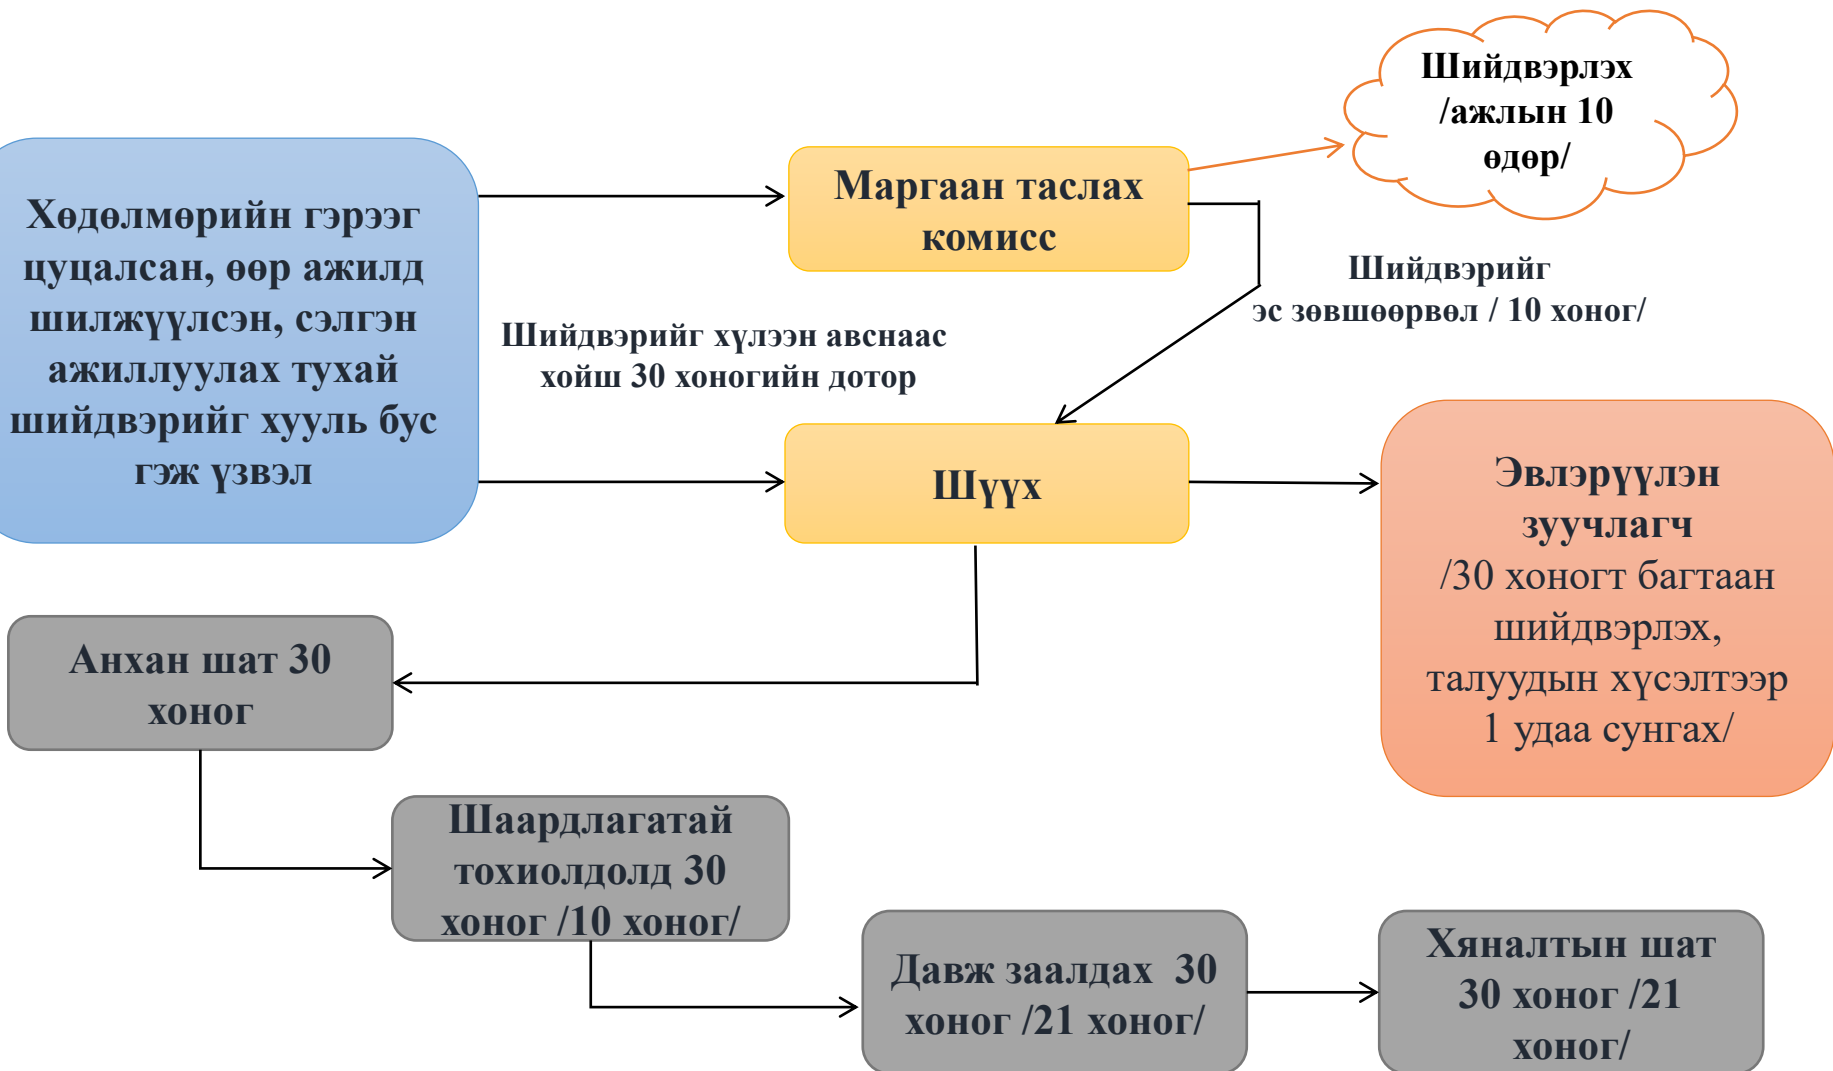 Шийдвэрлэх
/ажлын 10
өдөр/
Маргаан таслах
комисс
Хөдөлмөрийн гэрээг
цуцалсан, өөр ажилд
шилжүүлсэн, сэлгэн
ажиллуулах тухай
шийдвэрийг хууль бус
гэж үзвэл
Шийдвэрийг
эс зөвшөөрвөл / 10 хоног/
Шийдвэрийг хүлээн авснаас
хойш 30 хоногийн дотор
Шүүх
Эвлэрүүлэн
зуучлагч
/30 хоногт багтаан
шийдвэрлэх,
талуудын хүсэлтээр
1 удаа сунгах/
Анхан шат 30
хоног
Шаардлагатай
тохиолдолд 30
хоног /10 хоног/
Давж заалдах  30
хоног /21 хоног/
Хяналтын шат
30 хоног /21
хоног/